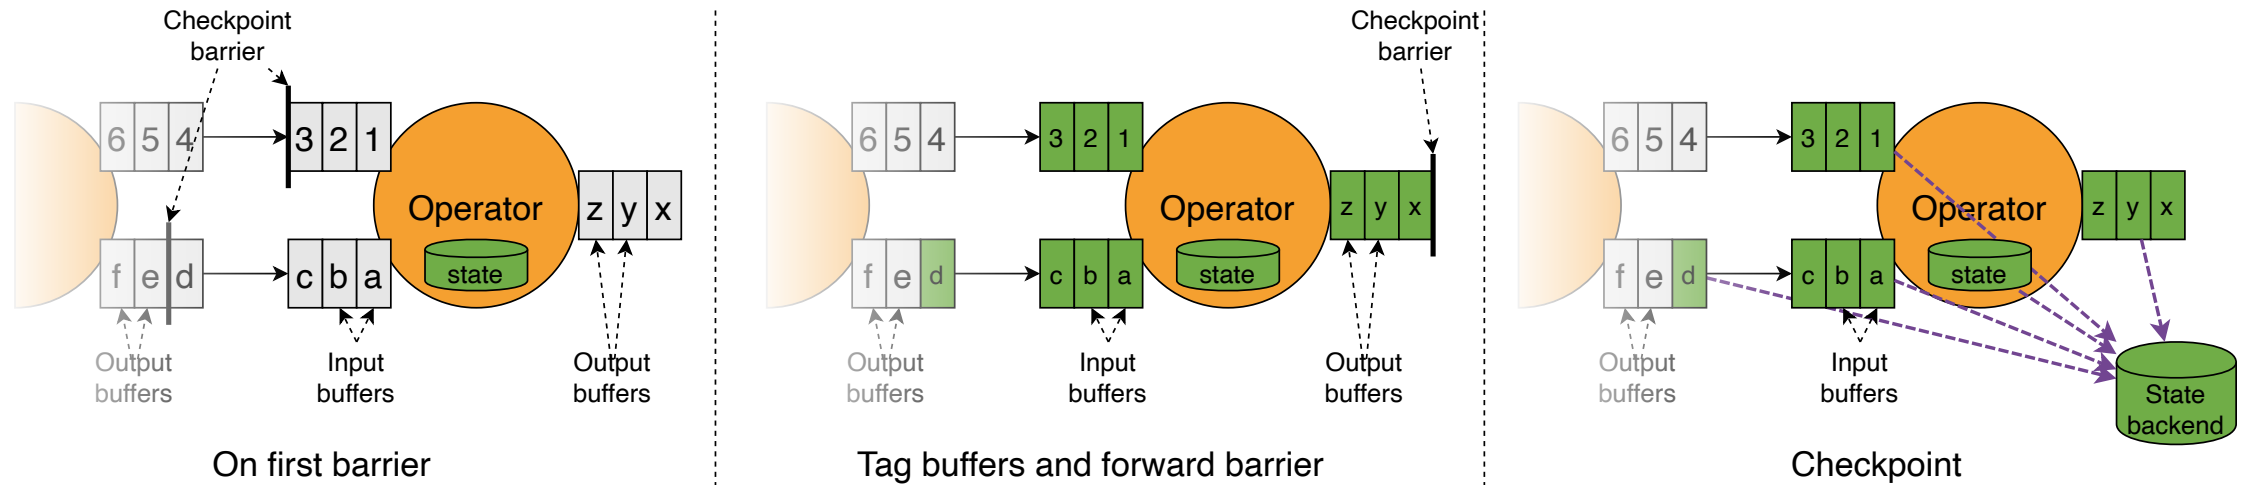 Checkpoint
barrier
6 5 4
3 2 1
Operator
z y x
state
f e d
c b a
Output
buffers
Input
buffers
Output
buffers
On first barrier
Checkpoint
barrier
6 5 4
3 2 1
Operator
z y x
state
f e d
c b a
Output
buffers
Input
buffers
Output
buffers
Tag buffers and forward barrier
6 5 4
3 2 1
Operator
z y x
state
f e d
c b a
Output
buffers
Input
buffers
State
backend
Checkpoint